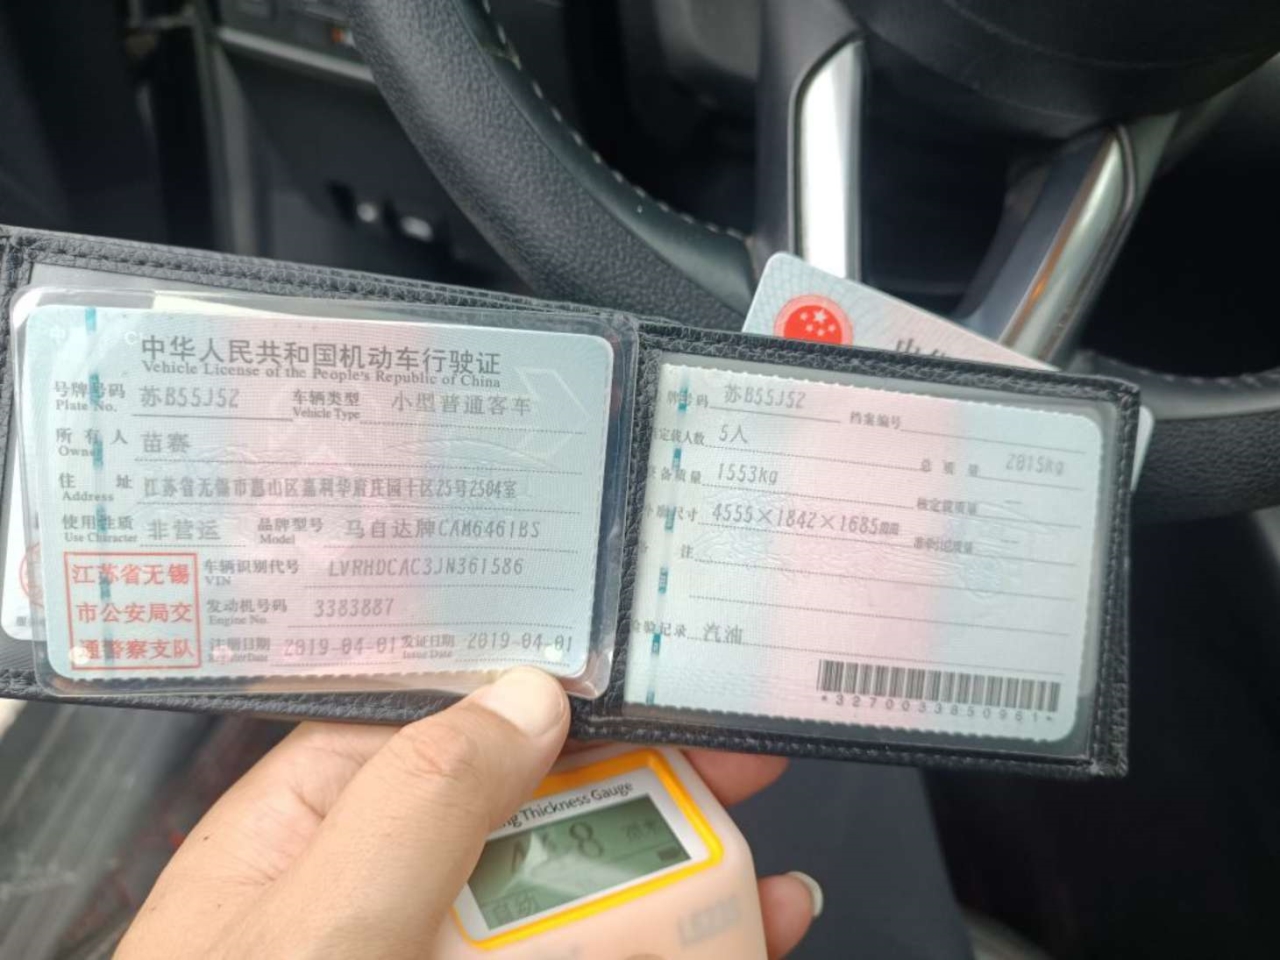 中华人民共和国机动车行驶证
Vehicle License of the People's Republic of China
号牌号码 苏B55J52 车辆类型 小型普通客车
Plate No. Vehicle Type
所有人 苗赛
Owner
住址 江苏省无锡市惠山区嘉利华府庄园十区25号2504室
Address
使用性质 非营运 品牌型号 马自达牌CAM6461BS
Use Character Model
江苏省无锡
市公安局交
通警察支队
车辆识别代号 LVRHDCAC3JN361586
VIN
发动机号码 3383887
Engine No.
注册日期 2019-04-01 发证日期 2019-04-01
Register Date Issue Date
牌号码 苏B55J52 档案编号
定载人数 5人 总质量 2015kg
备质量 1553kg 核定载质量
尺寸 4555×1842×1685 准牵引总质量
注
检验记录 汽油
*3270033850961*
ng Thickness Gauge